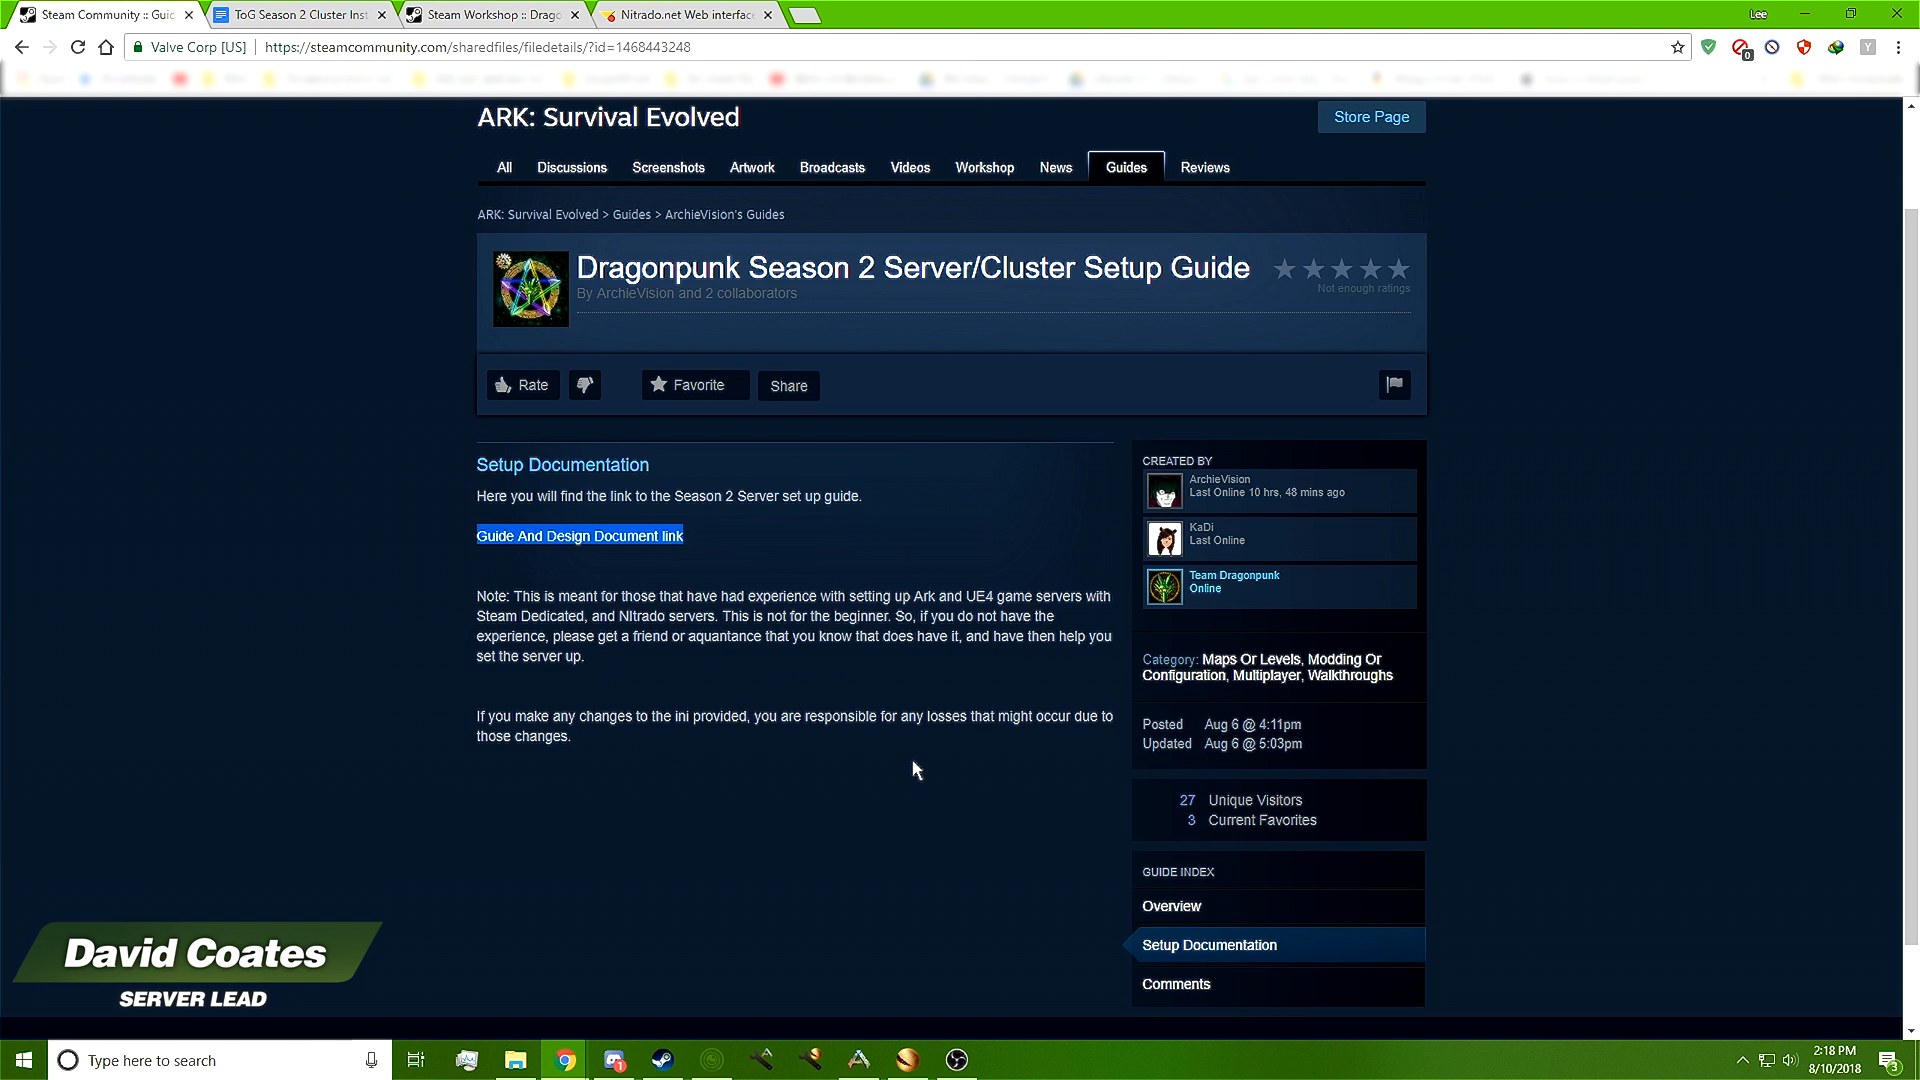 Steam Community :: Guid
ToG Season 2 Cluster Inst
Steam Workshop :: Drago
Nitrado.net Web interface
Lee
Valve Corp [US]
https://steamcommunity.com/sharedfiles/filedetails/?id=1468443248
0
Y
ARK: Survival Evolved
Store Page
All
Discussions
Screenshots
Artwork
Broadcasts
Videos
Workshop
News
Guides
Reviews
ARK: Survival Evolved > Guides > ArchieVision's Guides
Dragonpunk Season 2 Server/Cluster Setup Guide
By ArchieVision and 2 collaborators
Not enough ratings
Rate
Favorite
Share
Setup Documentation
Here you will find the link to the Season 2 Server set up guide.
Guide And Design Document link
Note: This is meant for those that have had experience with setting up Ark and UE4 game servers with
Steam Dedicated, and NItrado servers. This is not for the beginner. So, if you do not have the
experience, please get a friend or aquantance that you know that does have it, and have then help you
set the server up.
If you make any changes to the ini provided, you are responsible for any losses that might occur due to
those changes.
CREATED BY
ArchieVision
Last Online 10 hrs, 48 mins ago
KaDi
Last Online
Team Dragonpunk
Online
Category: Maps Or Levels, Modding Or
Configuration, Multiplayer, Walkthroughs
Posted Aug 6 @ 4:11pm
Updated Aug 6 @ 5:03pm
27 Unique Visitors
3 Current Favorites
GUIDE INDEX
Overview
Setup Documentation
Comments
David Coates
SERVER LEAD
Type here to search
1
2:18 PM
8/10/2018
3